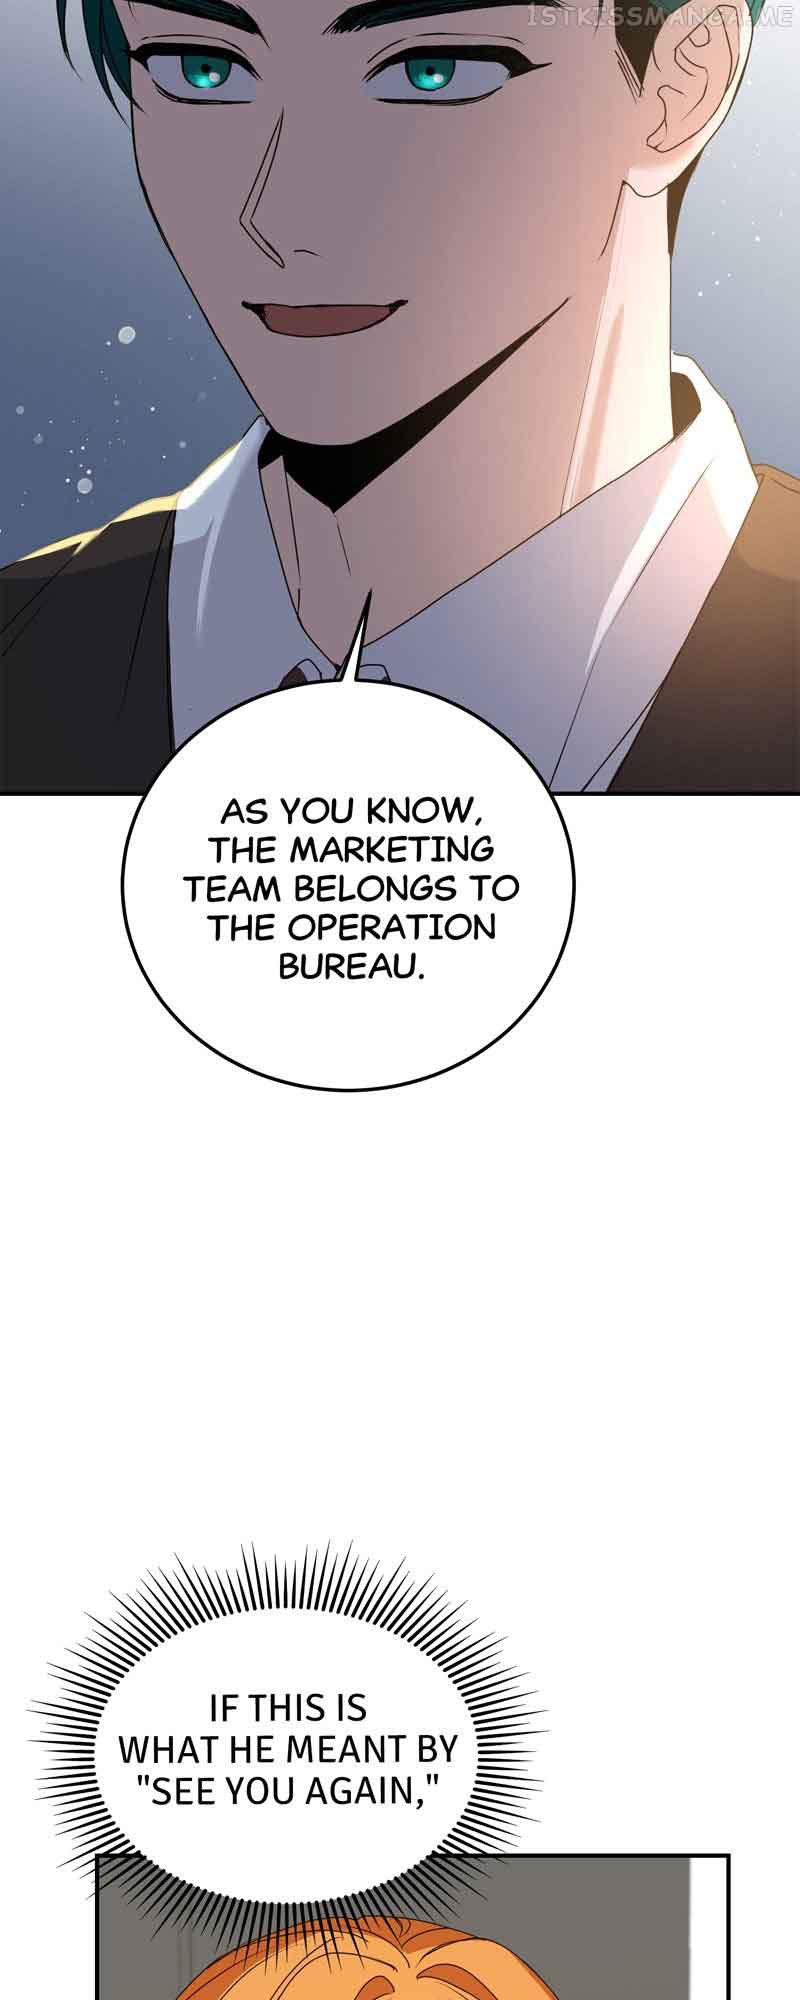 1STKISSMANGA.ME
AS YOU KNOW,
THE MARKETING
TEAM BELONGS TO
THE OPERATION
BUREAU.
IF THIS IS
WHAT HE MEANT BY
"SEE YOU AGAIN,"